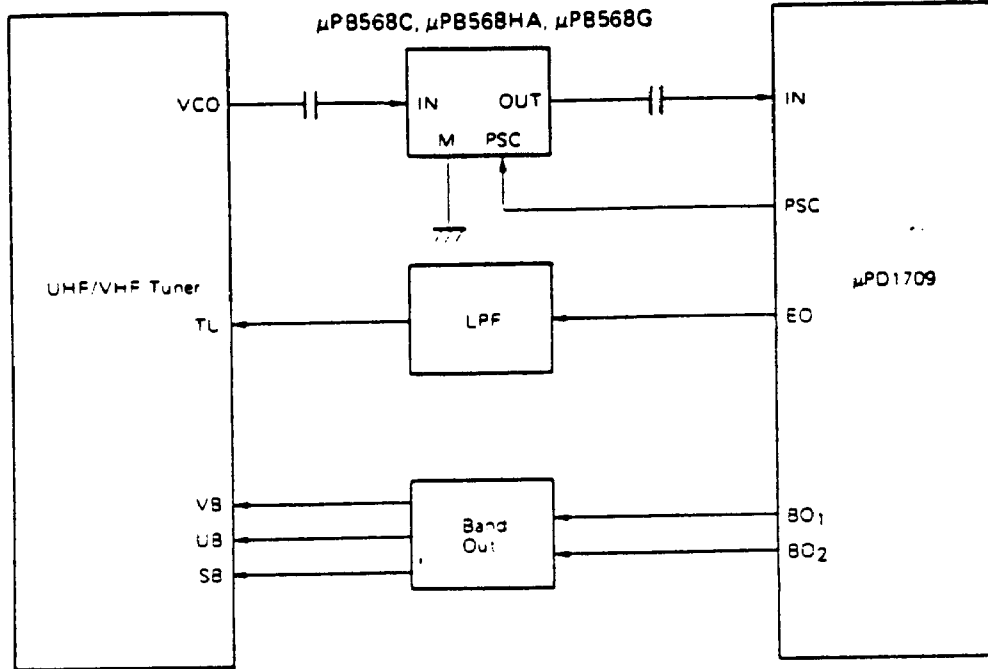 μPB568C, μPB568HA, μPB568G
VCO
IN
OUT
IN
M
PSC
PSC
UHF/VHF Tuner
μPD1709
TL
LPF
EO
VB
UB
SB
Band
Out
BO1
BO2